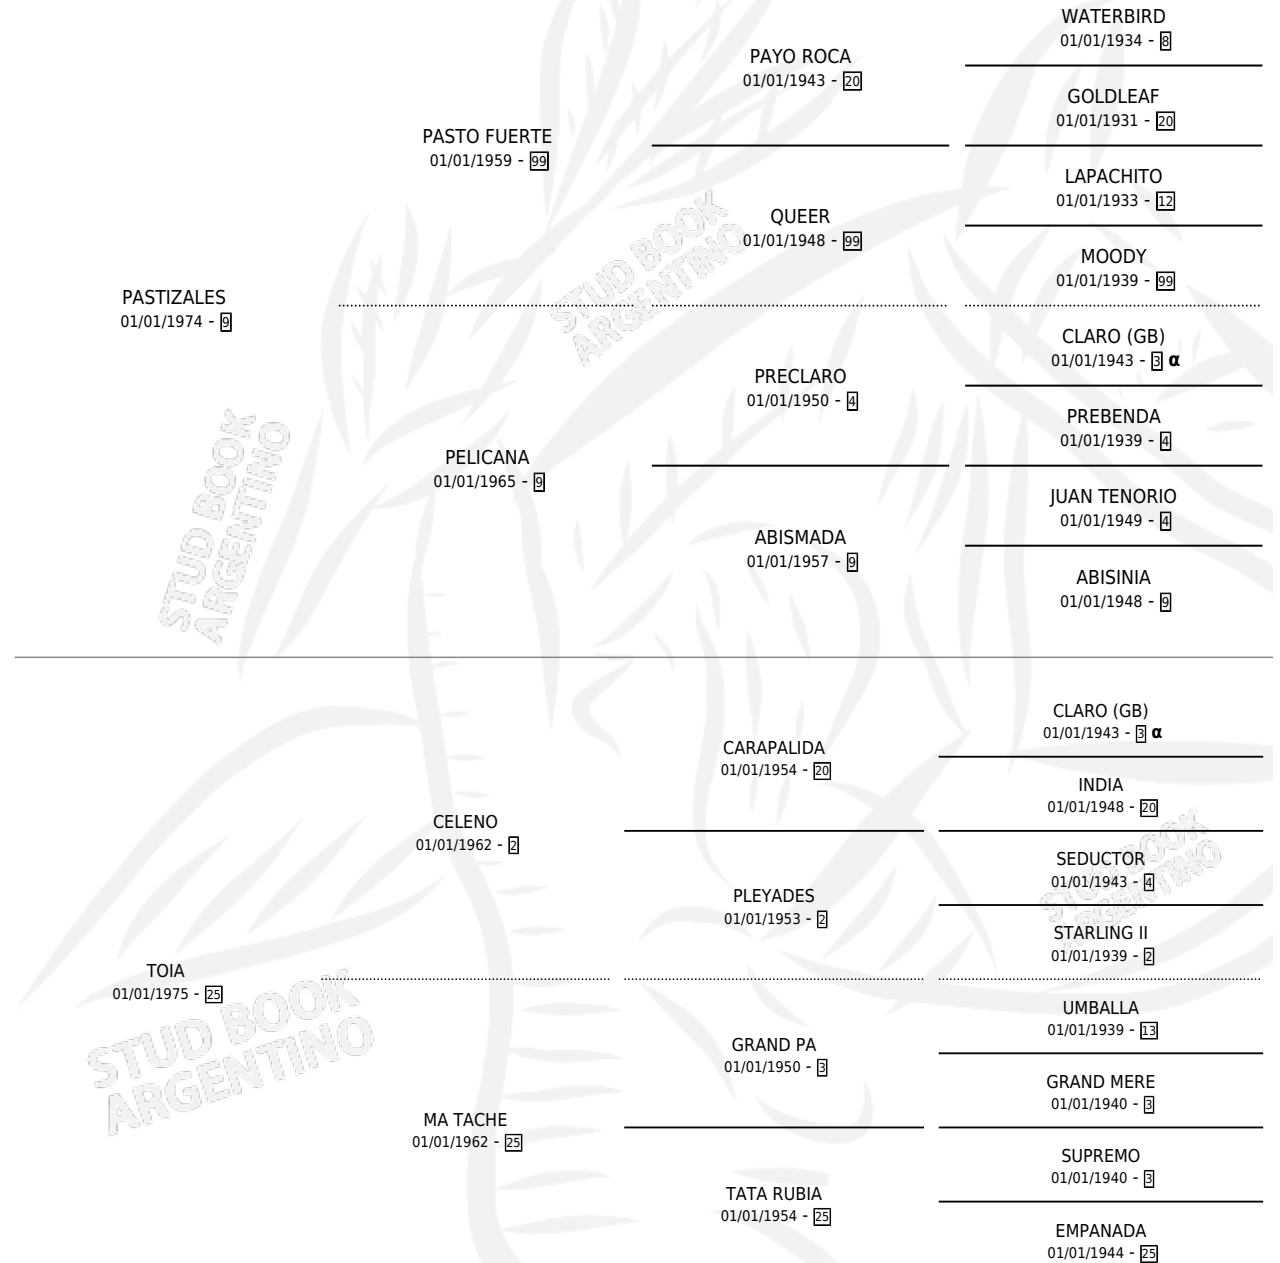 WATERBIRD
01/01/1934 - 8
PAYO ROCA
01/01/1943 - 20
GOLDLEAF
01/01/1931 - 20
PASTO FUERTE
01/01/1959 - 99
LAPACHITO
01/01/1933 - 12
QUEER
01/01/1948 - 99
MOODY
01/01/1939 - 99
PASTIZALES
01/01/1974 - 9
CLARO (GB)
01/01/1943 - 3 α
PRECLARO
01/01/1950 - 4
PREBENDA
01/01/1939 - 4
PELICANA
01/01/1965 - 9
JUAN TENORIO
01/01/1949 - 4
ABISMADA
01/01/1957 - 9
ABISINIA
01/01/1948 - 9
CLARO (GB)
01/01/1943 - 3 α
CARAPALIDA
01/01/1954 - 20
INDIA
01/01/1948 - 20
CELENO
01/01/1962 - 2
SEDUCTOR
01/01/1943 - 4
PLEYADES
01/01/1953 - 2
STARLING II
01/01/1939 - 2
TOIA
01/01/1975 - 25
UMBALLA
01/01/1939 - 13
GRAND PA
01/01/1950 - 3
GRAND MERE
01/01/1940 - 3
MA TACHE
01/01/1962 - 25
SUPREMO
01/01/1940 - 3
TATA RUBIA
01/01/1954 - 25
EMPANADA
01/01/1944 - 25
STUD BOOK
ARGENTINO
STUD BOOK
ARGENTINO
STUD BOOK
ARGENTINO
STUD BOOK
ARGENTINO